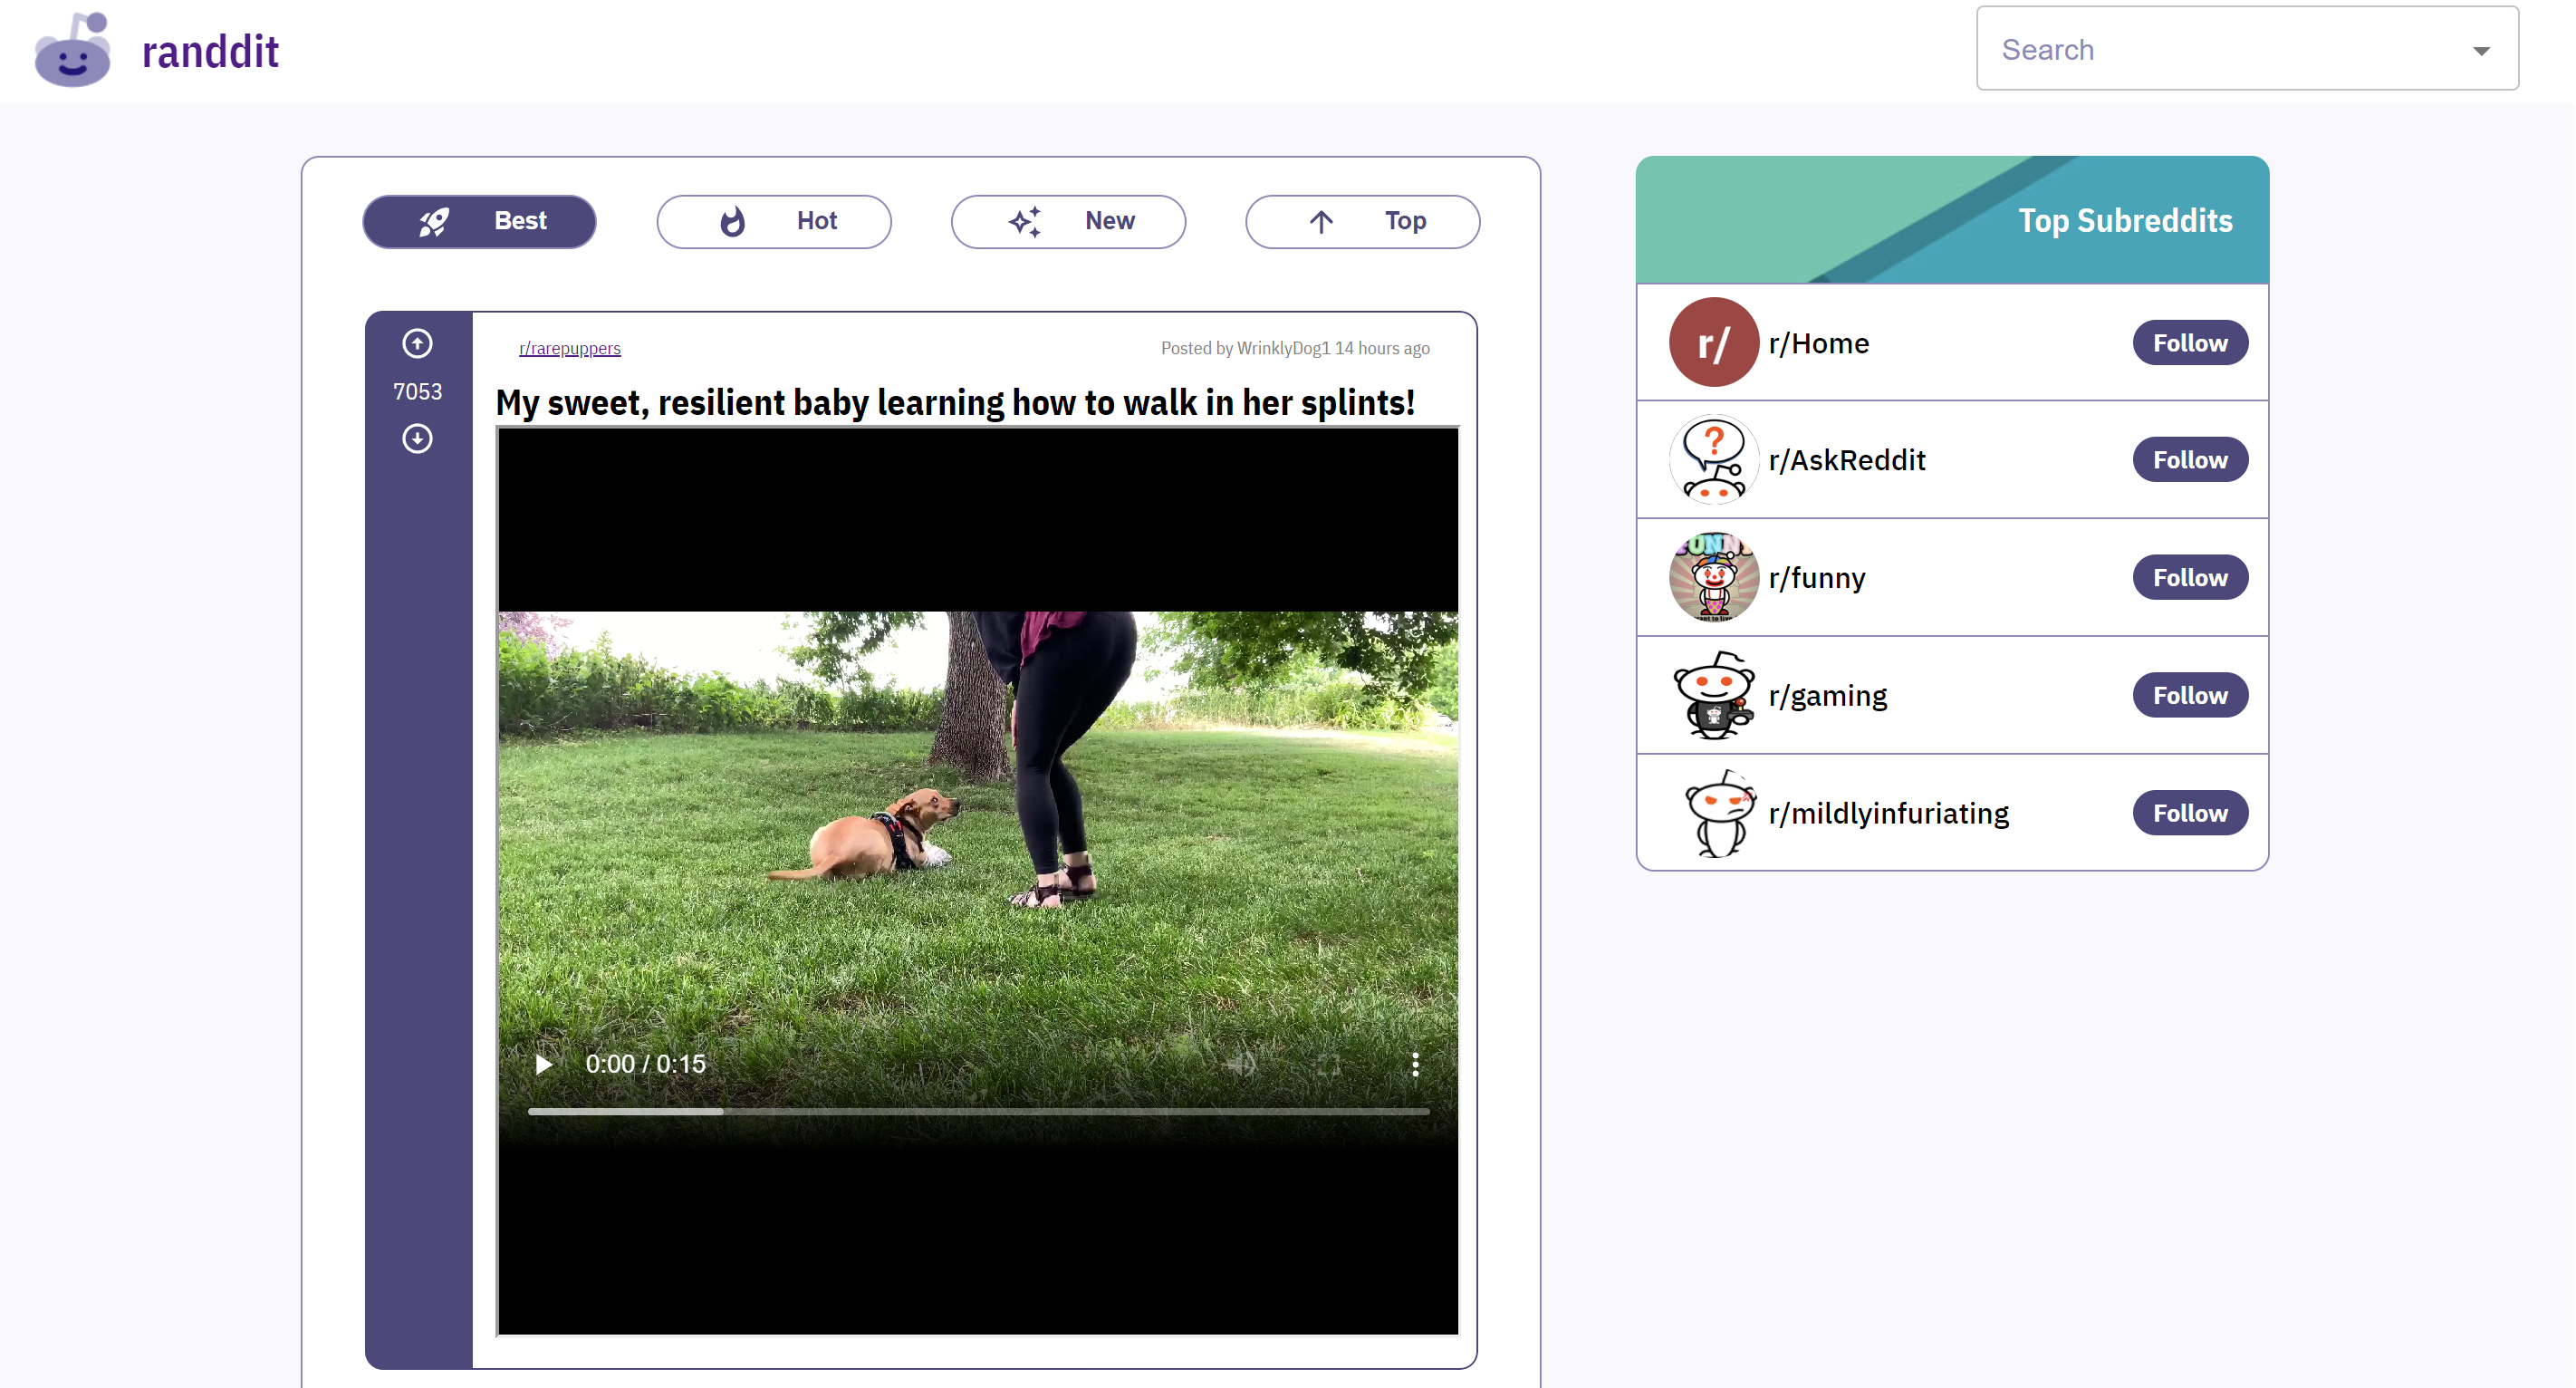 randdit
Search
Best
Hot
New
Top
7053
r/rarepuppers
Posted by WrinklyDog1 14 hours ago
My sweet, resilient baby learning how to walk in her splints!
0:00 / 0:15
Top Subreddits
r/
r/Home
Follow
?
r/AskReddit
Follow
FUNNY
r/funny
Follow
r/gaming
Follow
r/mildlyinfuriating
Follow